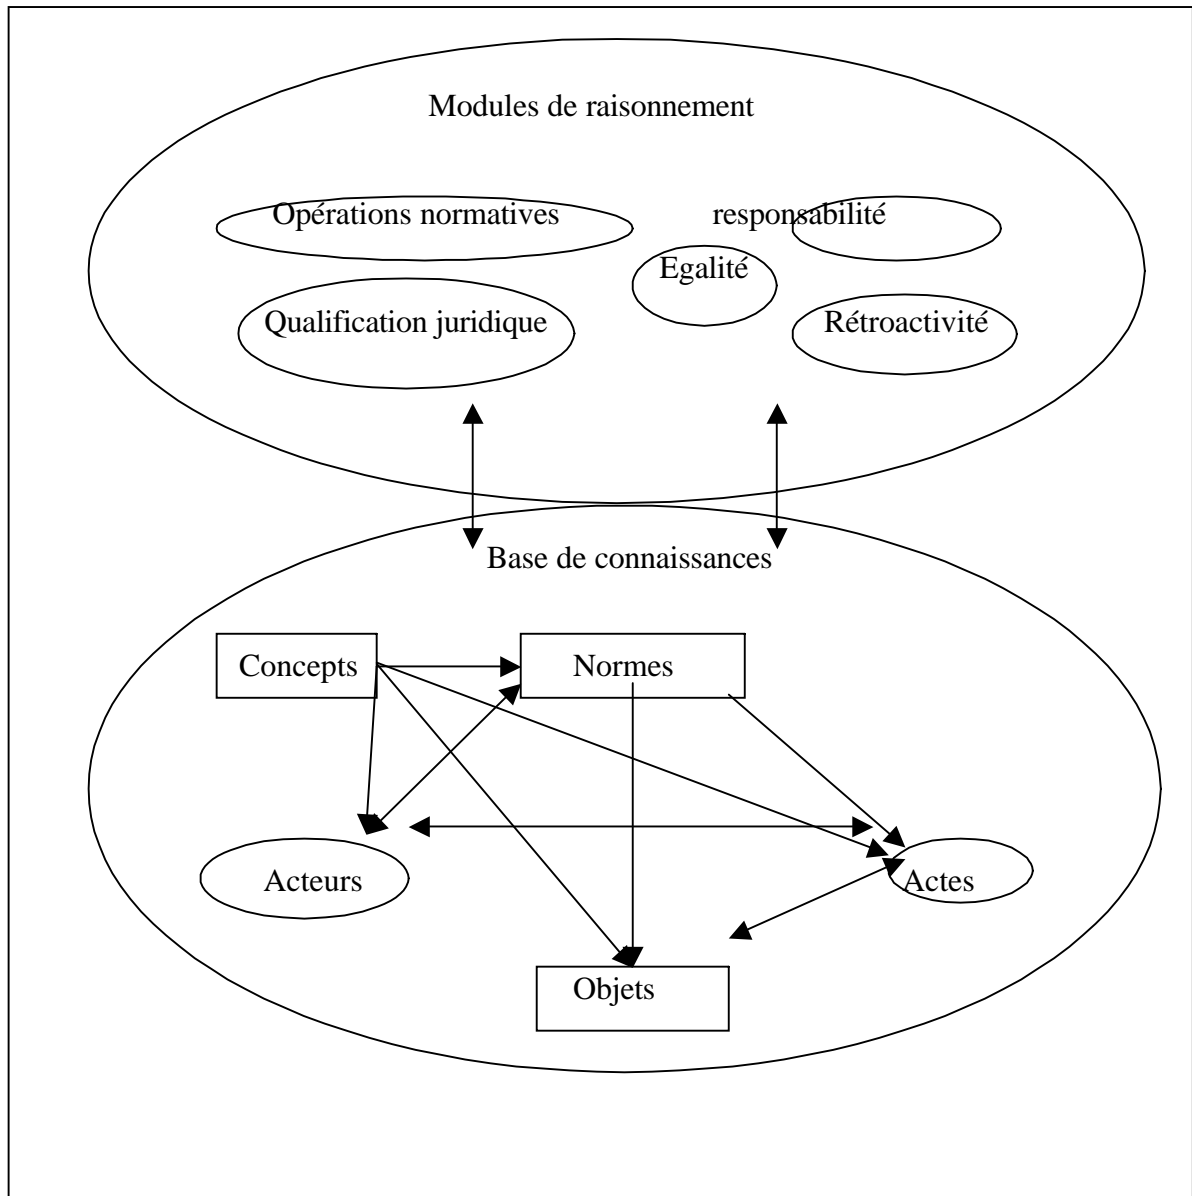 Modules de raisonnement
Opérations normatives
responsabilité
Egalité
Qualification juridique
Rétroactivité
Base de connaissances
Concepts
Normes
Acteurs
Actes
Objets